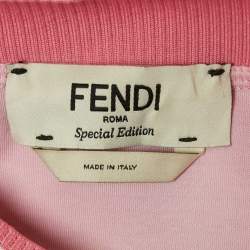 FENDI
ROMA
Special Edition
MADE IN ITALY